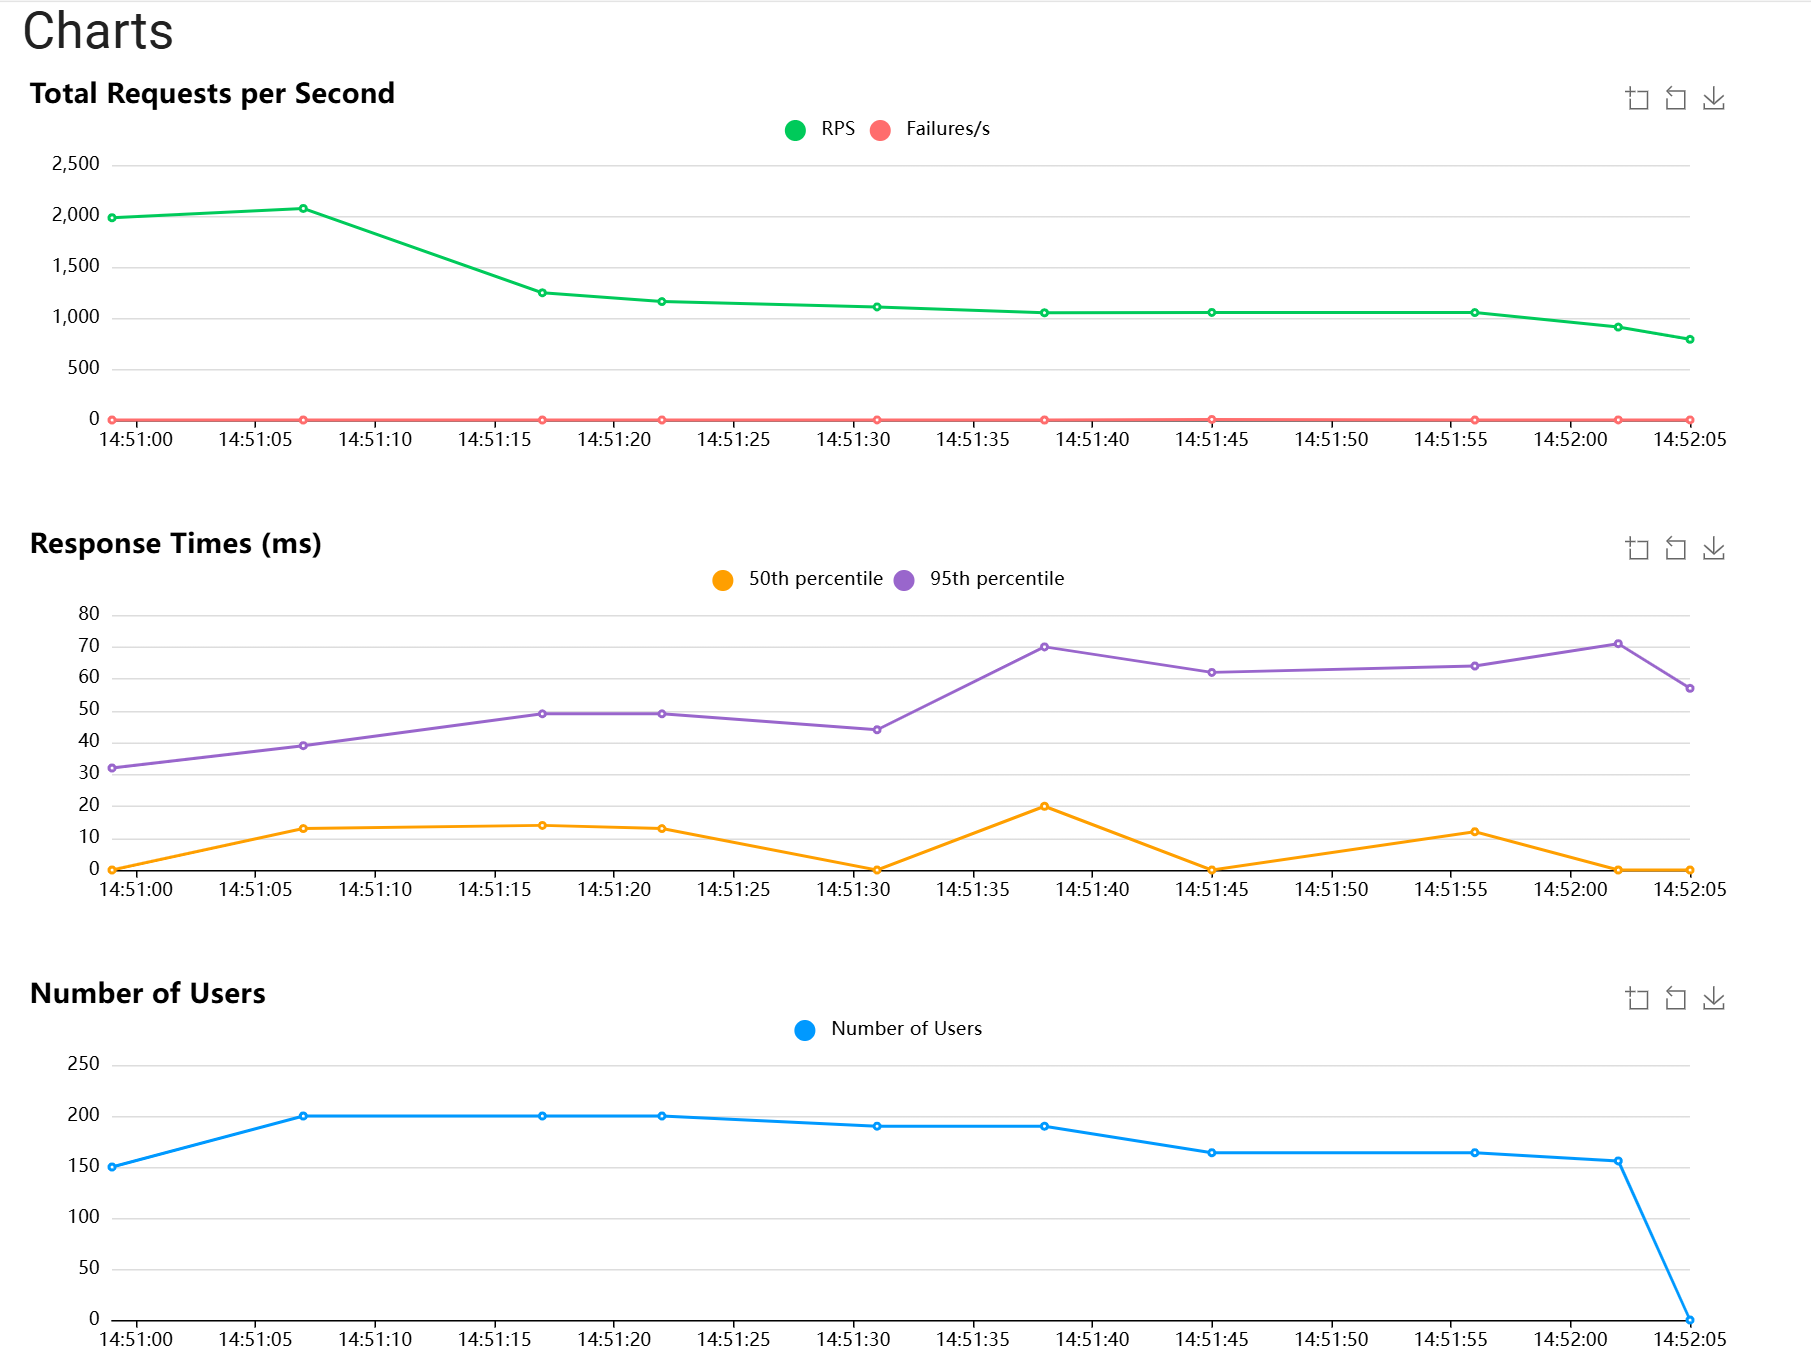 Charts
Total Requests per Second
RPS Failures/s
2,500
2,000
1,500
1,000
500
0
14:51:00 14:51:05 14:51:10 14:51:15 14:51:20 14:51:25 14:51:30 14:51:35 14:51:40 14:51:45 14:51:50 14:51:55 14:52:00 14:52:05
Response Times (ms)
50th percentile 95th percentile
80
70
60
50
40
30
20
10
0
14:51:00 14:51:05 14:51:10 14:51:15 14:51:20 14:51:25 14:51:30 14:51:35 14:51:40 14:51:45 14:51:50 14:51:55 14:52:00 14:52:05
Number of Users
Number of Users
250
200
150
100
50
0
14:51:00 14:51:05 14:51:10 14:51:15 14:51:20 14:51:25 14:51:30 14:51:35 14:51:40 14:51:45 14:51:50 14:51:55 14:52:00 14:52:05